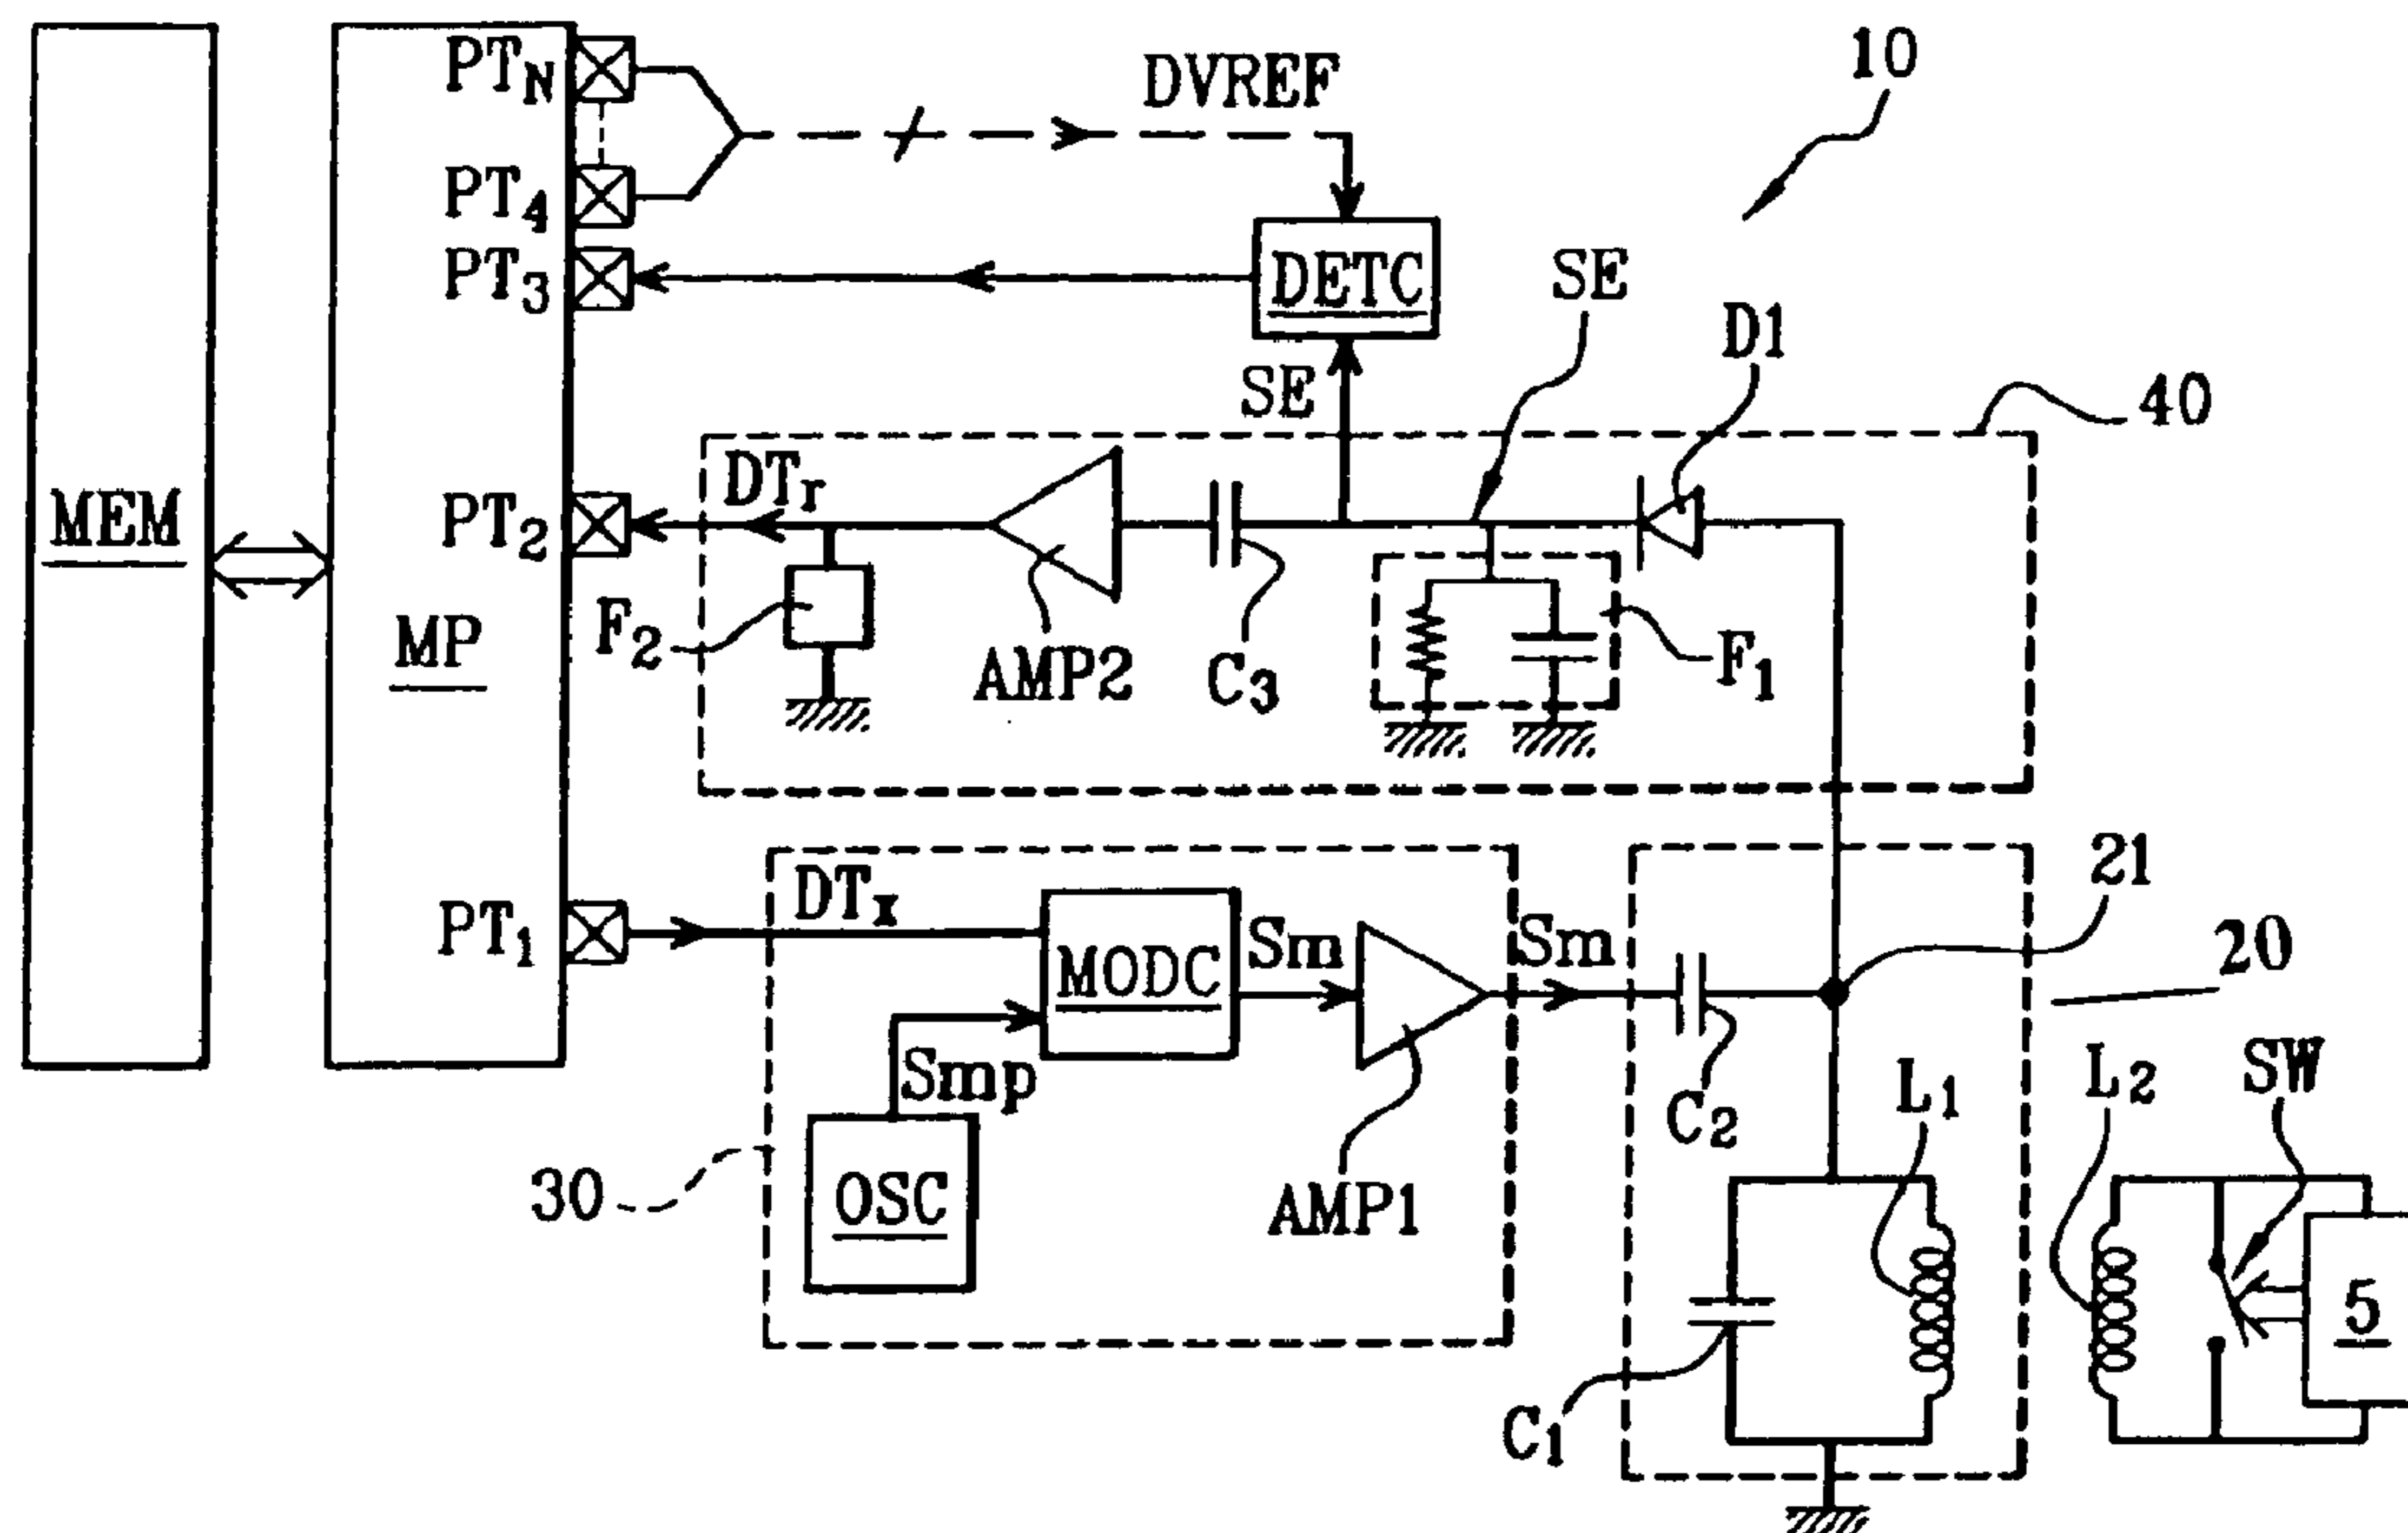 PTN
DVREF
10
PT4
PT3
DETC
SE
D1
SE
40
MEM
DTr
PT2
MP
F2
AMP2
C3
F1
DTx
21
PT1
MODC
Sm
Sm
20
Smp
SW
L2
L1
C2
30
OSC
AMP1
5
C1